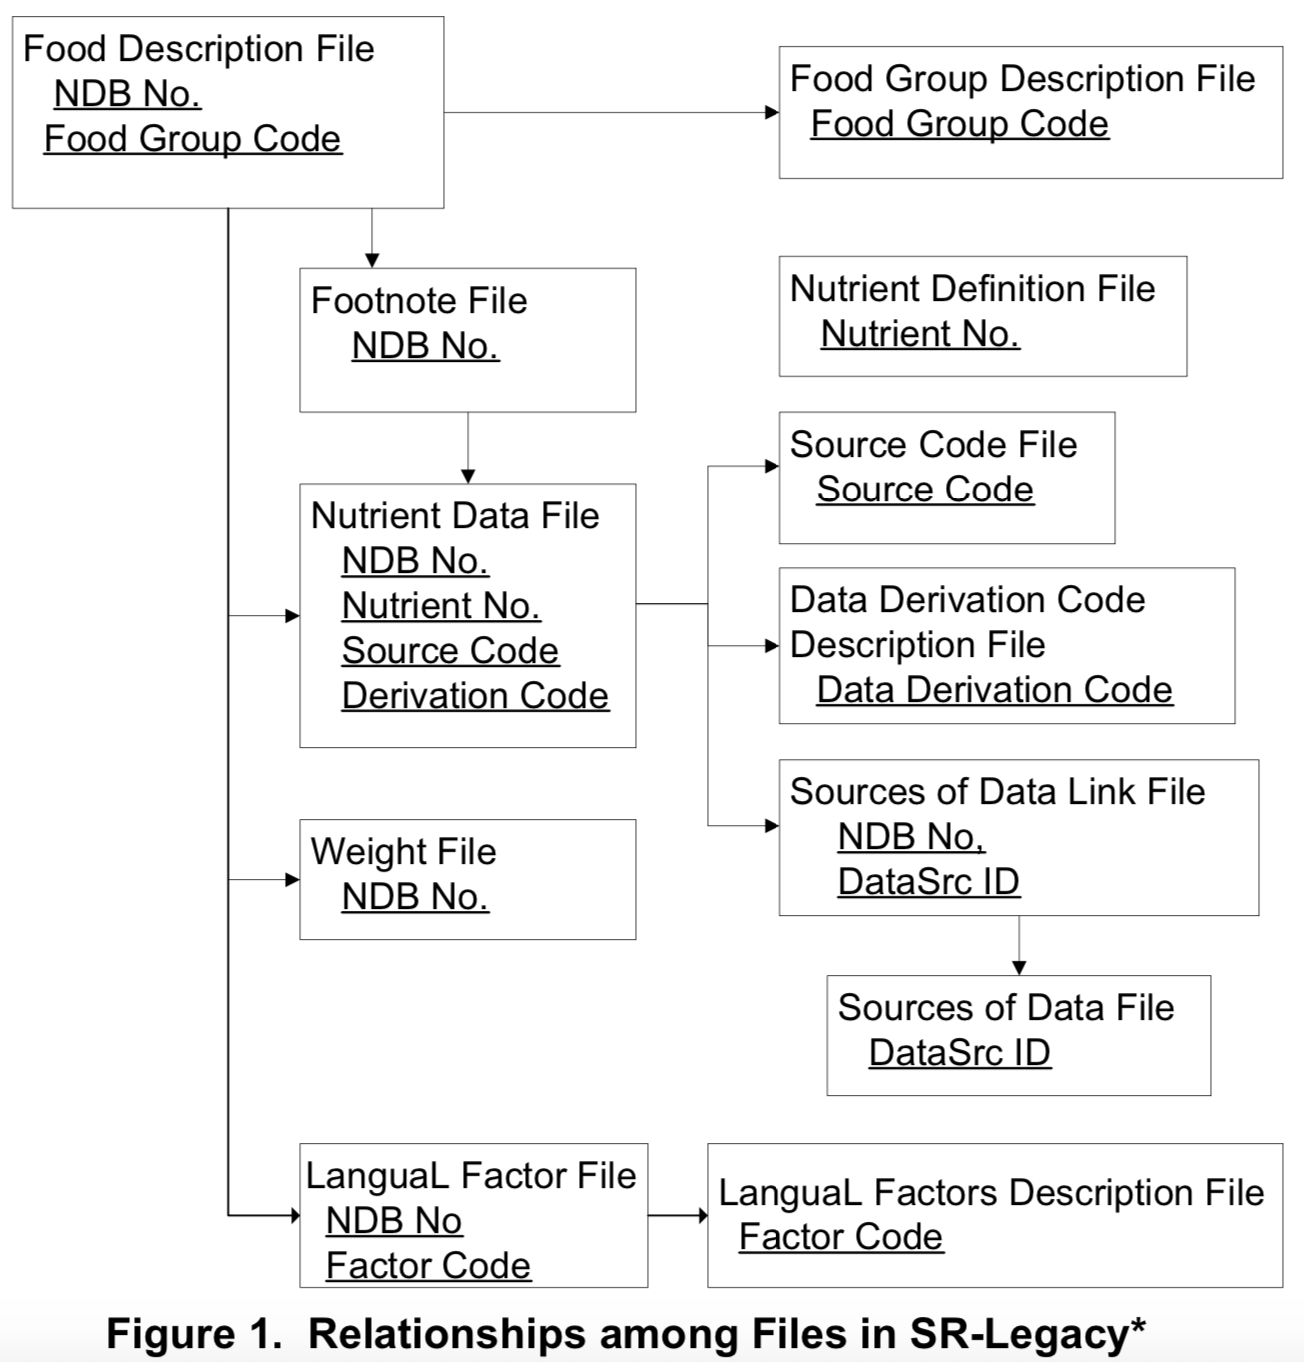 Food Description File
NDB No.
Food Group Code
Food Group Description File
Food Group Code
Footnote File
NDB No.
Nutrient Definition File
Nutrient No.
Nutrient Data File
NDB No.
Nutrient No.
Source Code
Derivation Code
Source Code File
Source Code
Data Derivation Code
Description File
Data Derivation Code
Sources of Data Link File
NDB No,
DataSrc ID
Weight File
NDB No.
Sources of Data File
DataSrc ID
LanguaL Factor File
NDB No
Factor Code
LanguaL Factors Description File
Factor Code
Figure 1. Relationships among Files in SR-Legacy*